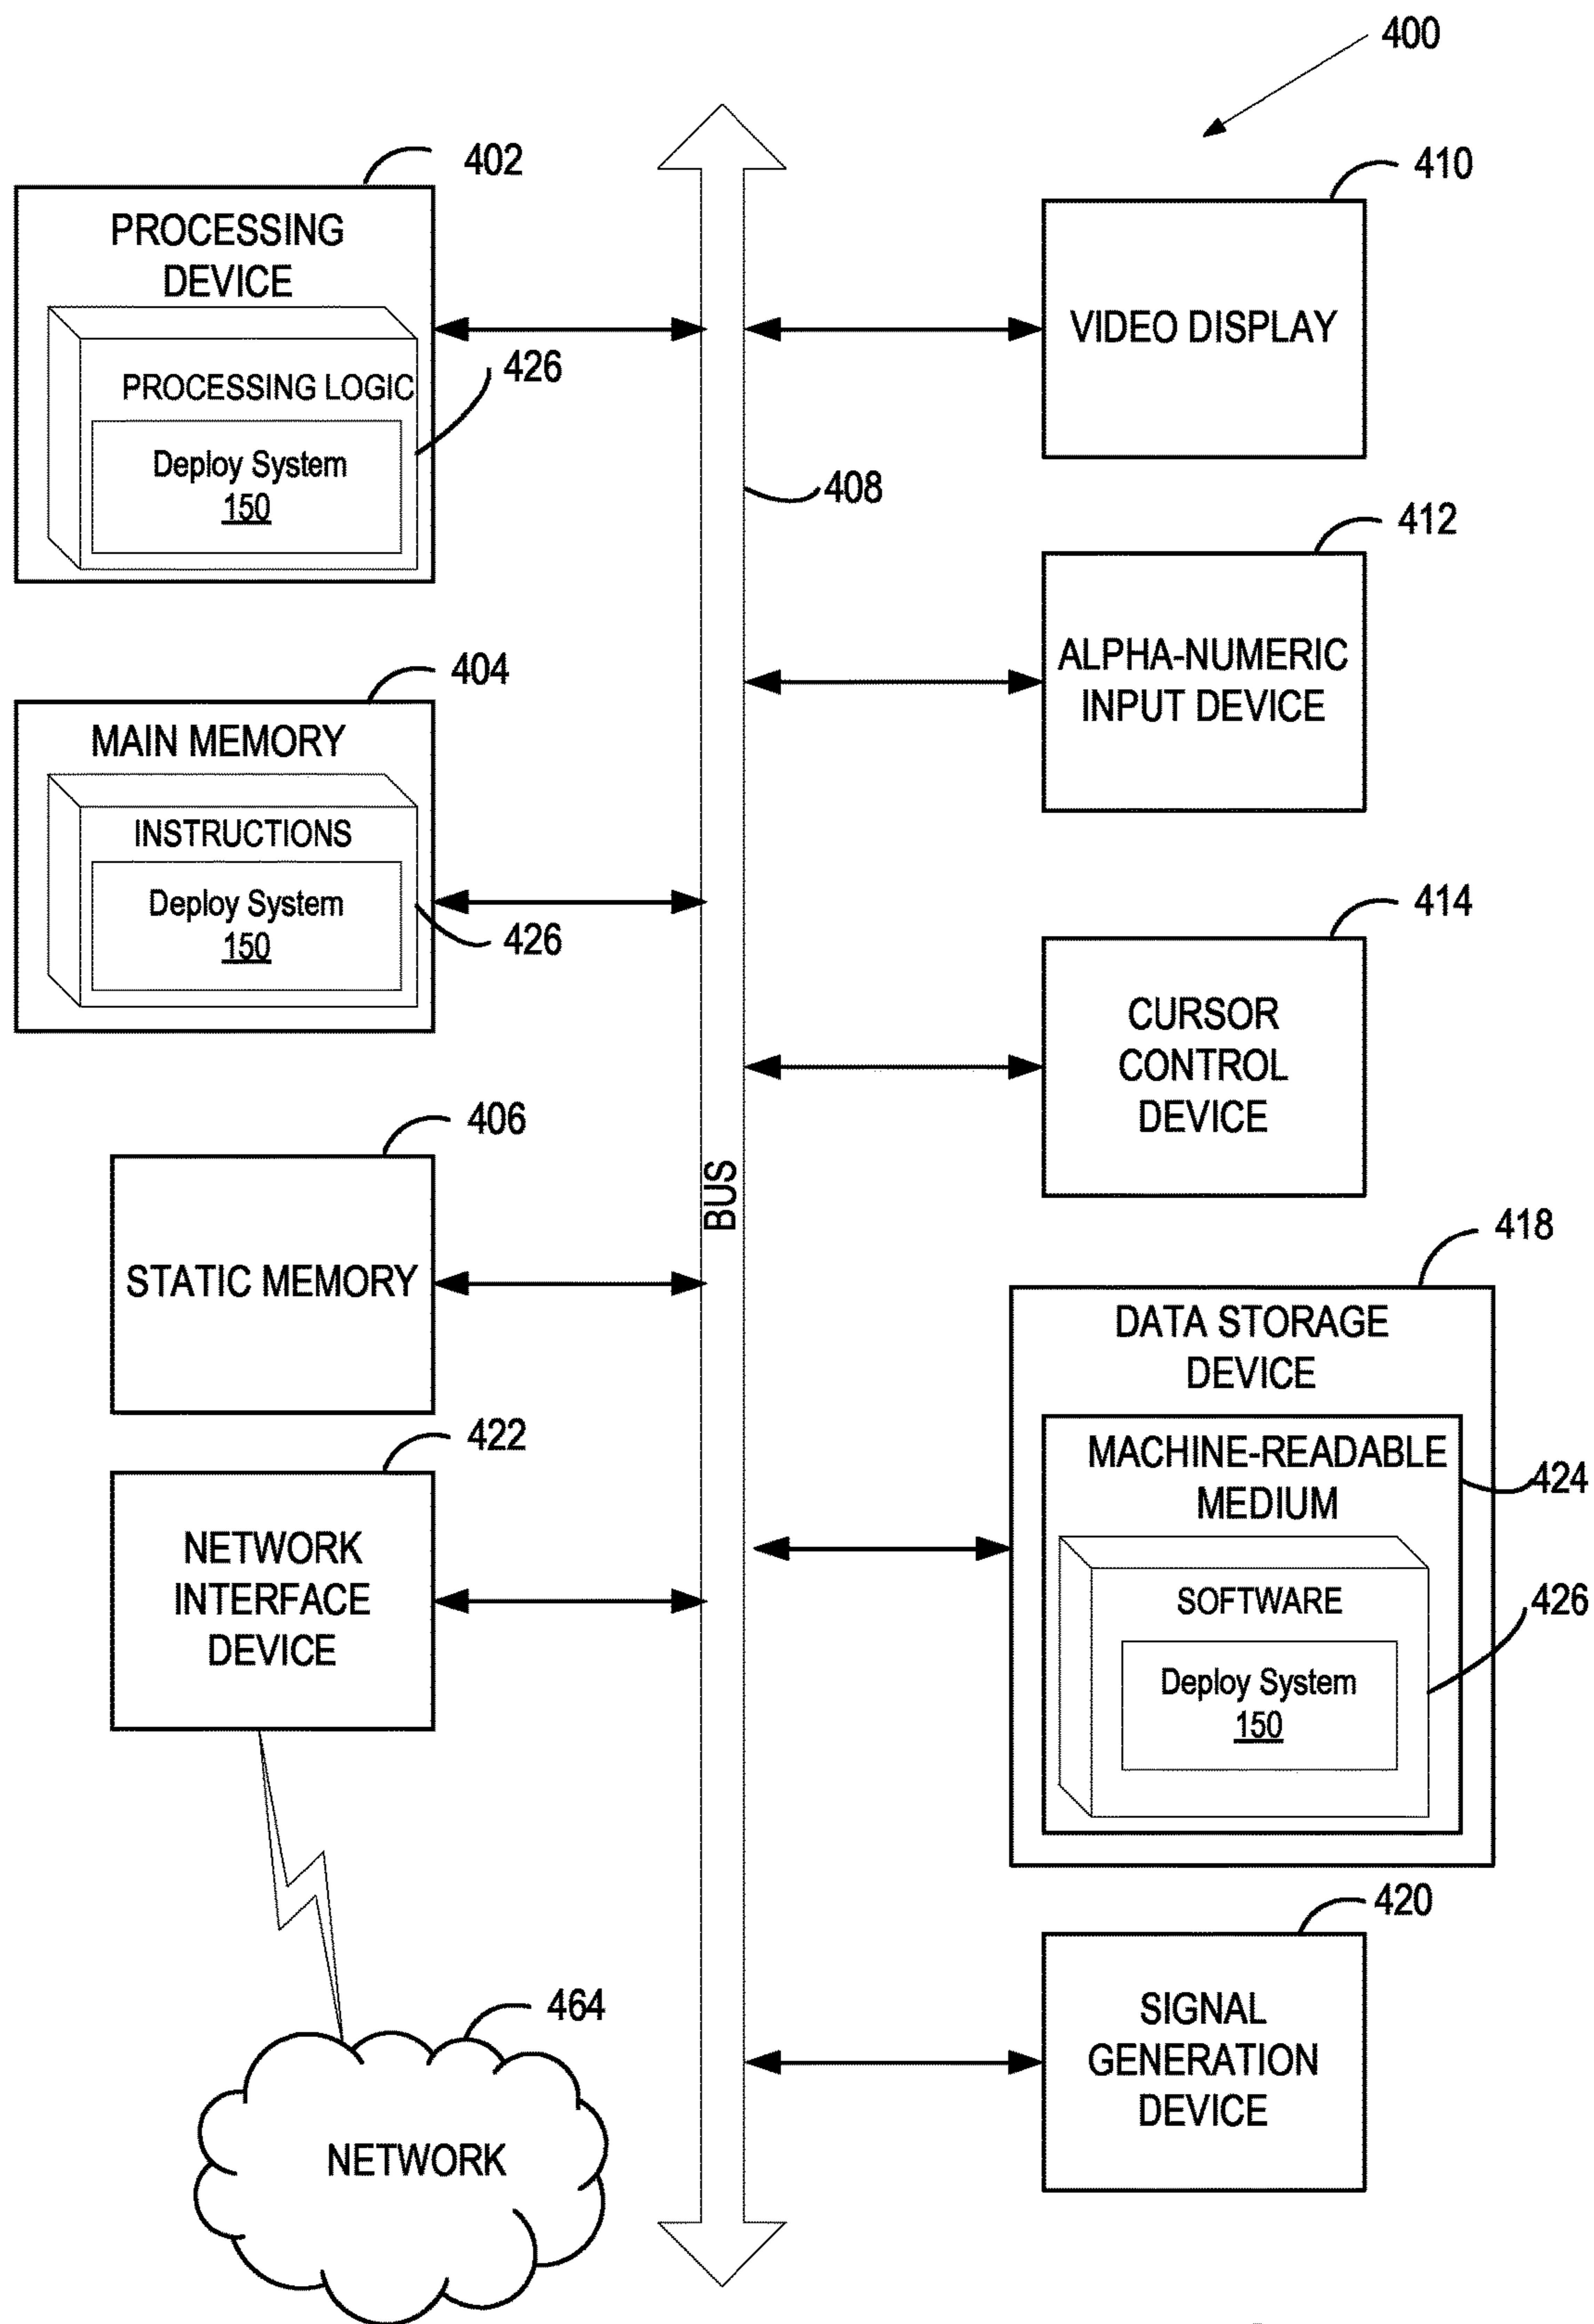 400
402
PROCESSING
DEVICE
PROCESSING LOGIC
426
Deploy System
150
404
MAIN MEMORY
INSTRUCTIONS
Deploy System
150
426
406
STATIC MEMORY
422
NETWORK
INTERFACE
DEVICE
464
NETWORK
408
BUS
410
VIDEO DISPLAY
412
ALPHA-NUMERIC
INPUT DEVICE
414
CURSOR
CONTROL
DEVICE
418
DATA STORAGE
DEVICE
MACHINE-READABLE
MEDIUM
424
SOFTWARE
426
Deploy System
150
420
SIGNAL
GENERATION
DEVICE